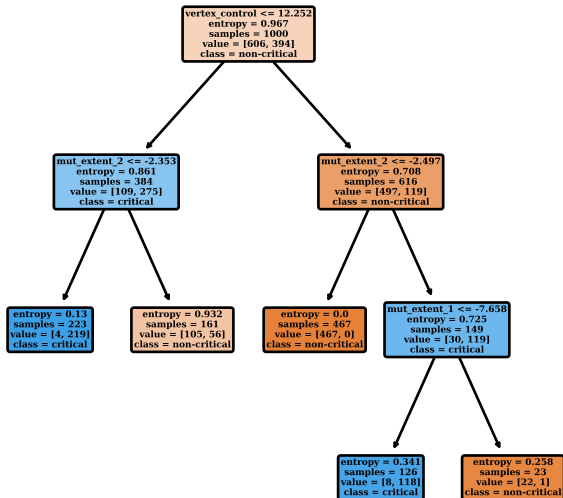 vertex_control <= 12.252
entropy = 0.967
samples = 1000
value = [606, 394]
class = non-critical
mut_extent_2 <= -2.353
entropy = 0.861
samples = 384
value = [109, 275]
class = critical
mut_extent_2 <= -2.497
entropy = 0.708
samples = 616
value = [497, 119]
class = non-critical
entropy = 0.13
samples = 223
value = [4, 219]
class = critical
entropy = 0.932
samples = 161
value = [105, 56]
class = non-critical
entropy = 0.0
samples = 467
value = [467, 0]
class = non-critical
mut_extent_1 <= -7.658
entropy = 0.725
samples = 149
value = [30, 119]
class = critical
entropy = 0.341
samples = 126
value = [8, 118]
class = critical
entropy = 0.258
samples = 23
value = [22, 1]
class = non-critical